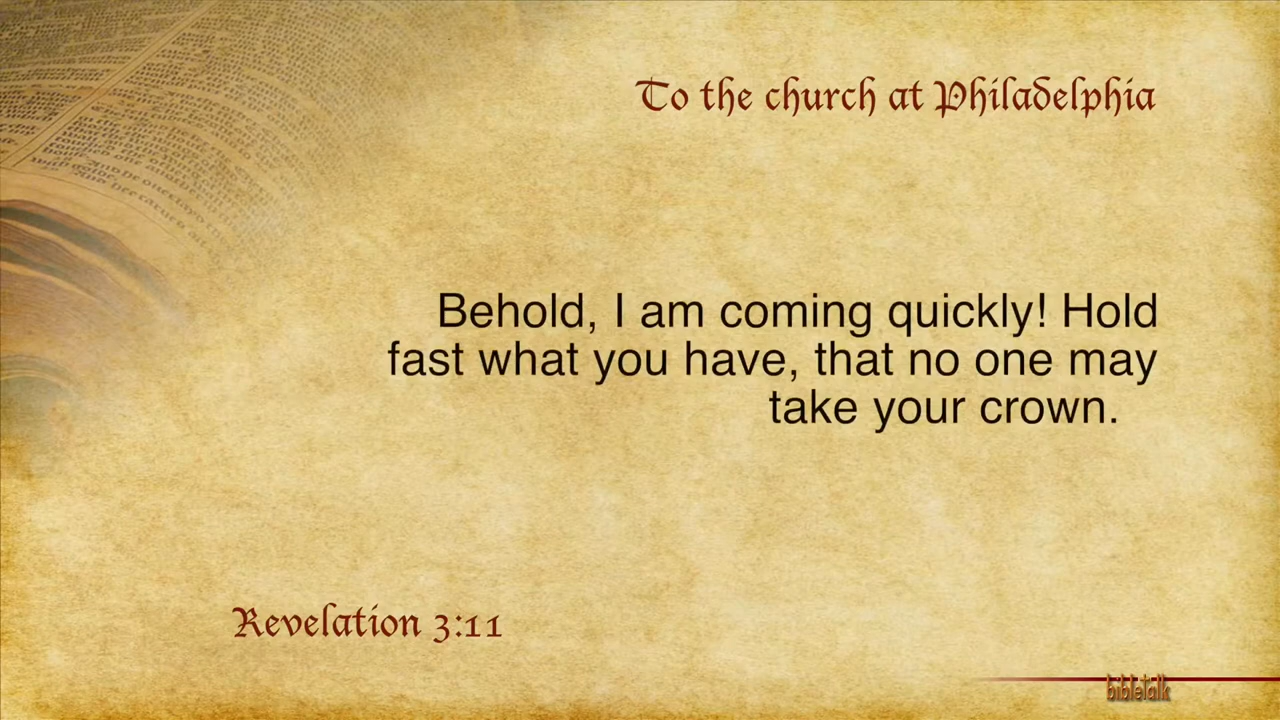 To the church at Philadelphia
Behold, I am coming quickly! Hold
fast what you have, that no one may
take your crown.
Revelation 3:11
bibletalk